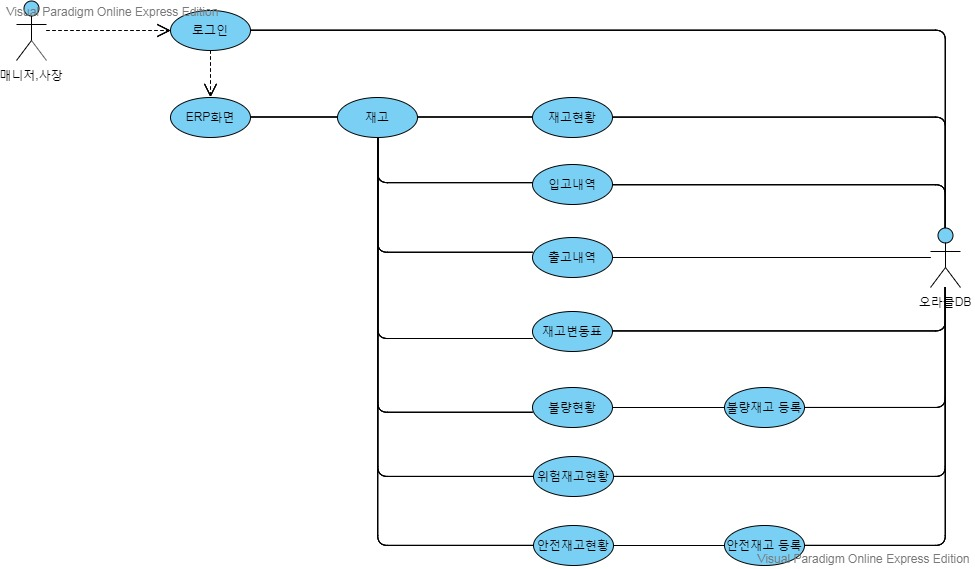 Visual Paradigm Online Express Edition
로그인
매니저,사장
ERP화면
재고
재고현황
입고내역
출고내역
오라클DB
재고변동표
불량현황
불량재고 등록
위험재고현황
안전재고현황
안전재고 등록
Visual Paradigm Online Express Edition